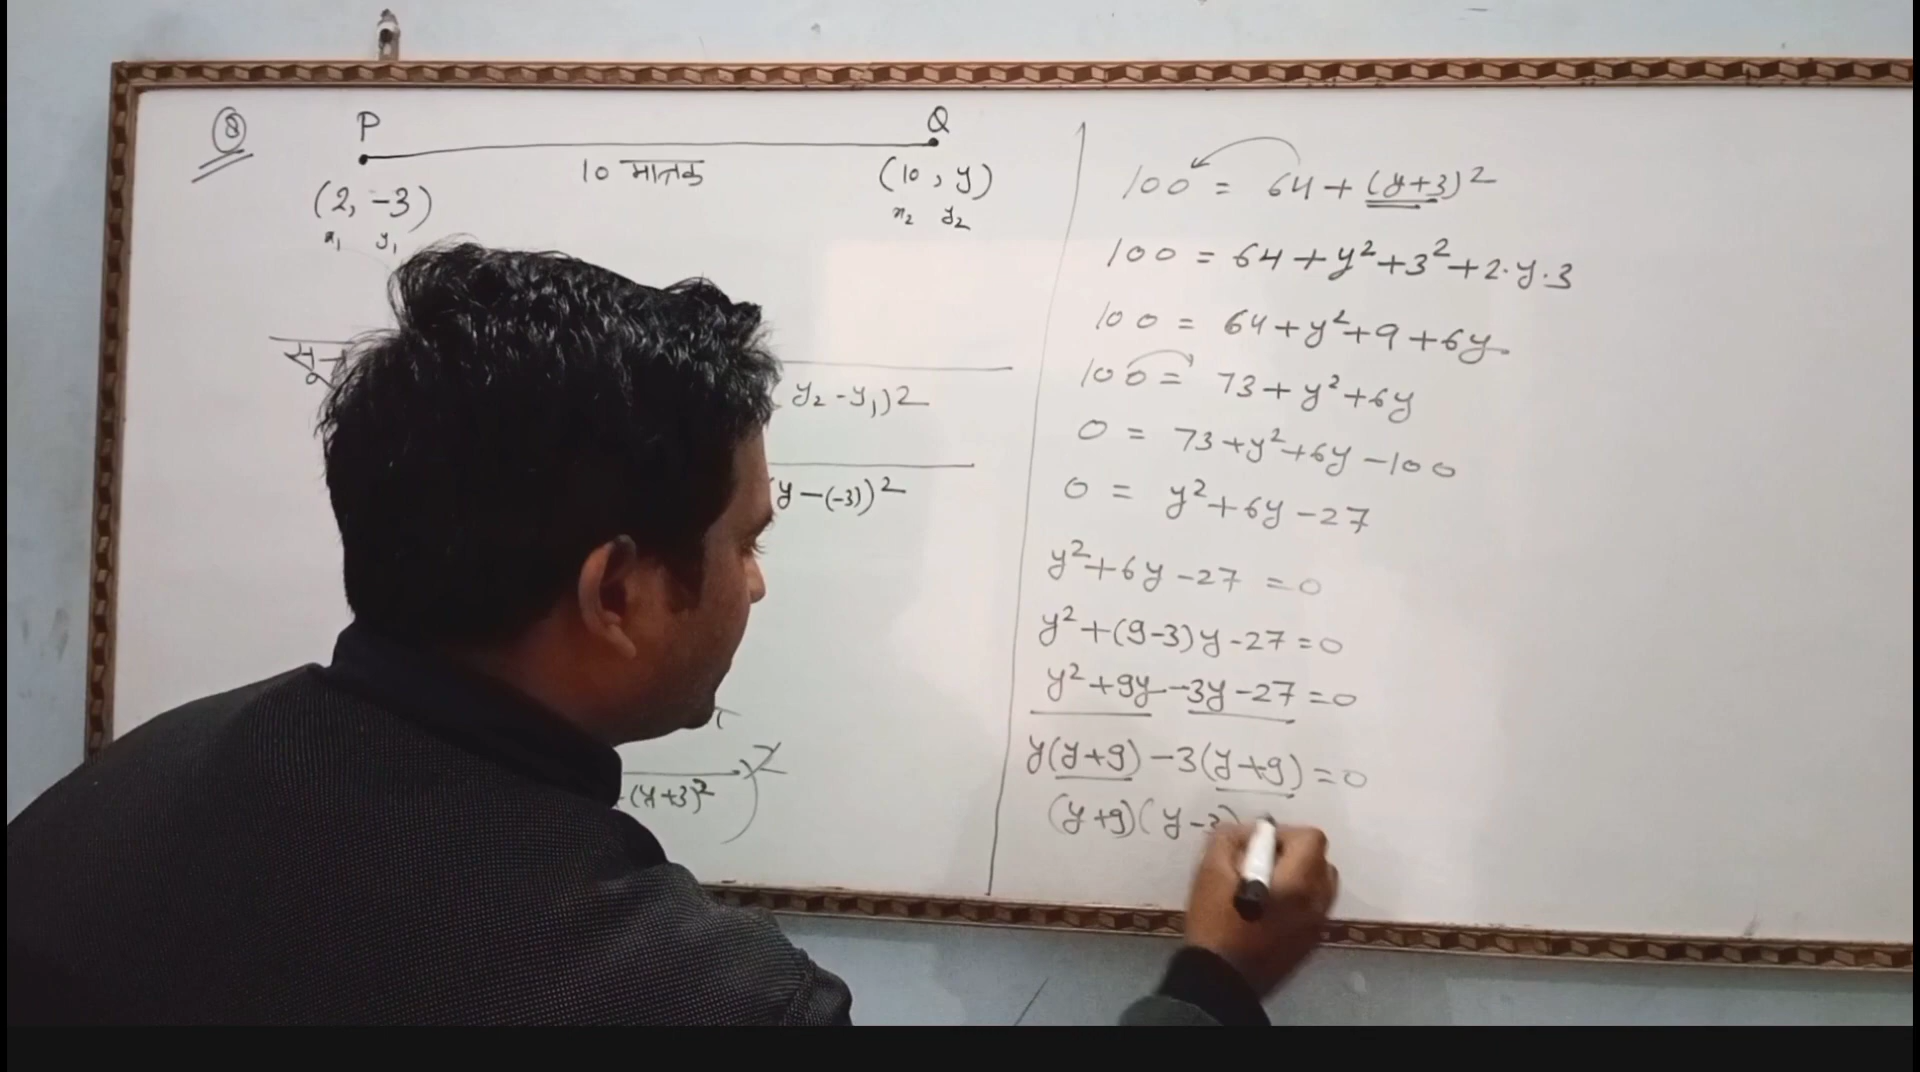 8
P Q
10 मात्रक
(2, -3) (10, y)
x₁ y₁ x₂ y₂
सूत्र
y₂ - y₁)2
(y-(-3))²
(y+3)²
100 = 64 + (y+3)²
100 = 64 + y² + 3² + 2·y·3
100 = 64 + y² + 9 + 6y
100 = 73 + y² + 6y
0 = 73 + y² + 6y - 100
0 = y² + 6y - 27
y² + 6y - 27 = 0
y² + (9-3)y - 27 = 0
y² + 9y - 3y - 27 = 0
y(y+9) - 3(y+9) = 0
(y+9)(y-3)